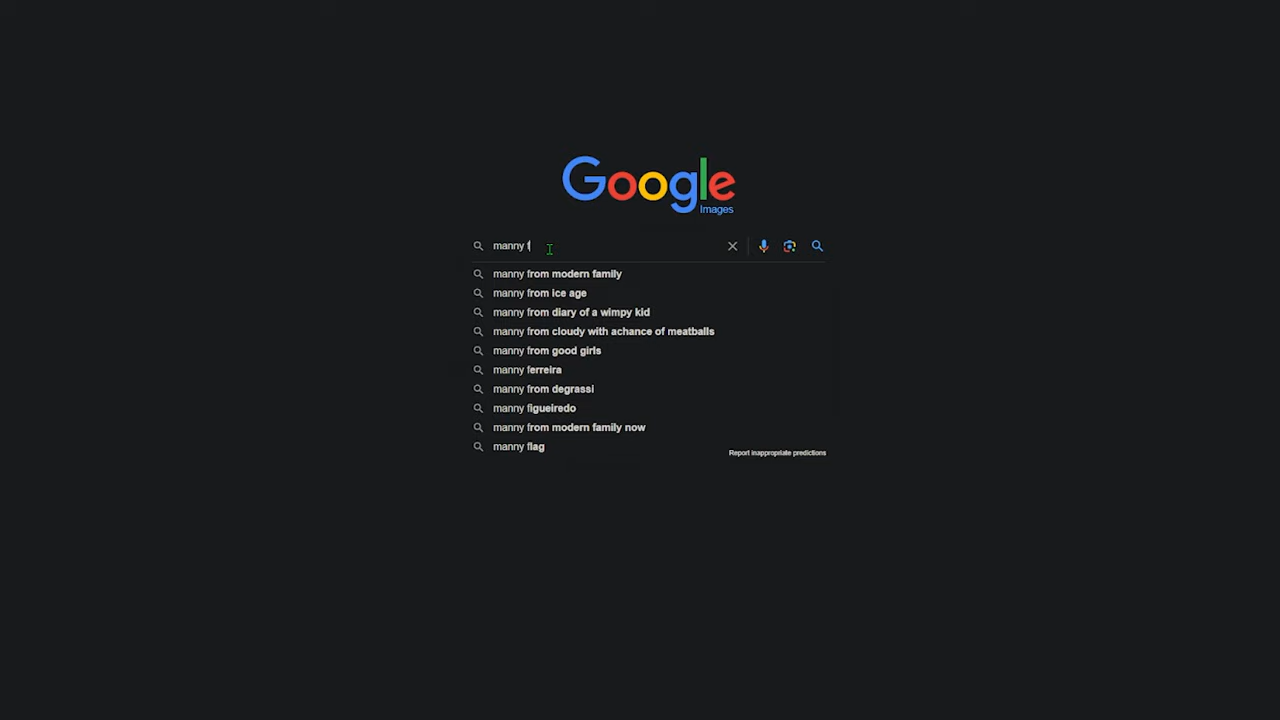 Google
Images
manny f
manny from modern family
manny from ice age
manny from diary of a wimpy kid
manny from cloudy with achance of meatballs
manny from good girls
manny ferreira
manny from degrassi
manny figueiredo
manny from modern family now
manny flag
Report inappropriate predictions